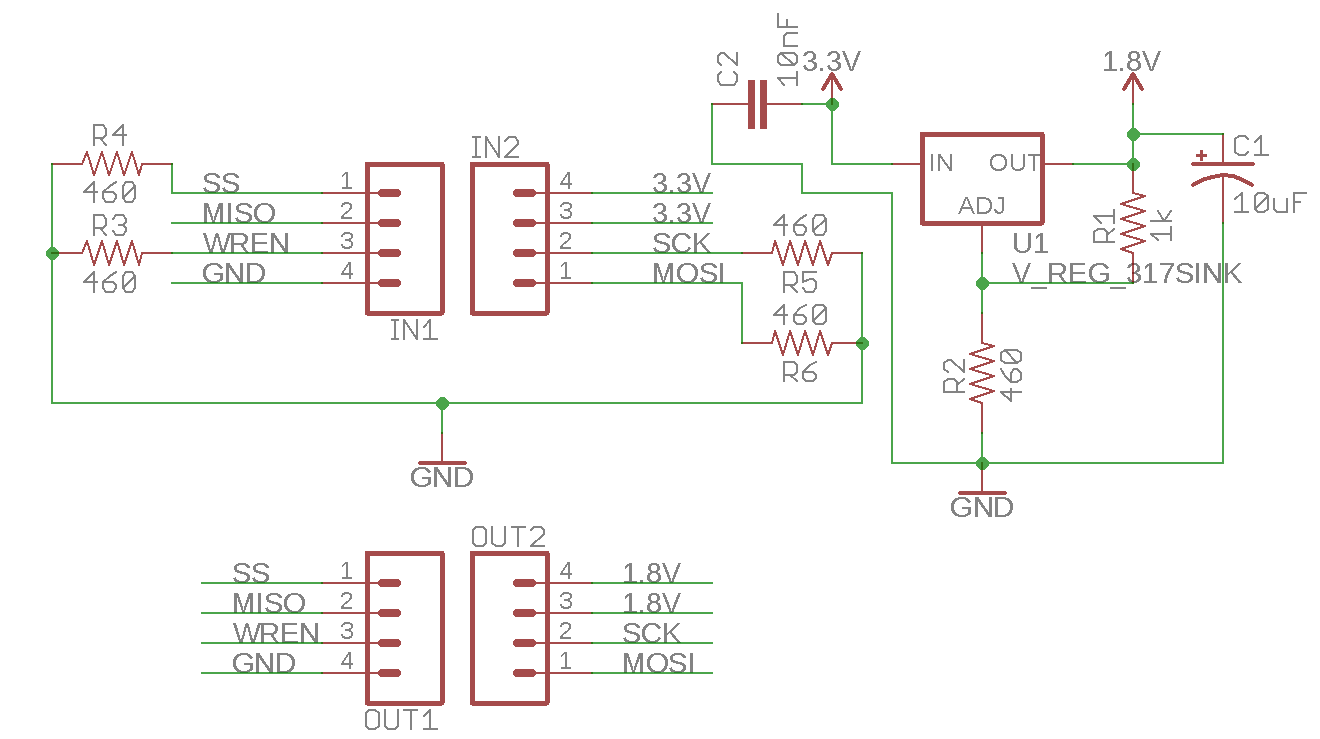 C2
10nF
3.3V
1.8V
R4
460
R3
460
SS
MISO
WREN
GND
1
2
3
4
IN1
IN2
4
3
2
1
3.3V
3.3V
SCK
MOSI
460
R5
460
R6
IN
OUT
ADJ
U1
V_REG_317SINK
R1
1k
+
C1
10uF
R2
460
GND
GND
SS
MISO
WREN
GND
1
2
3
4
OUT1
OUT2
4
3
2
1
1.8V
1.8V
SCK
MOSI